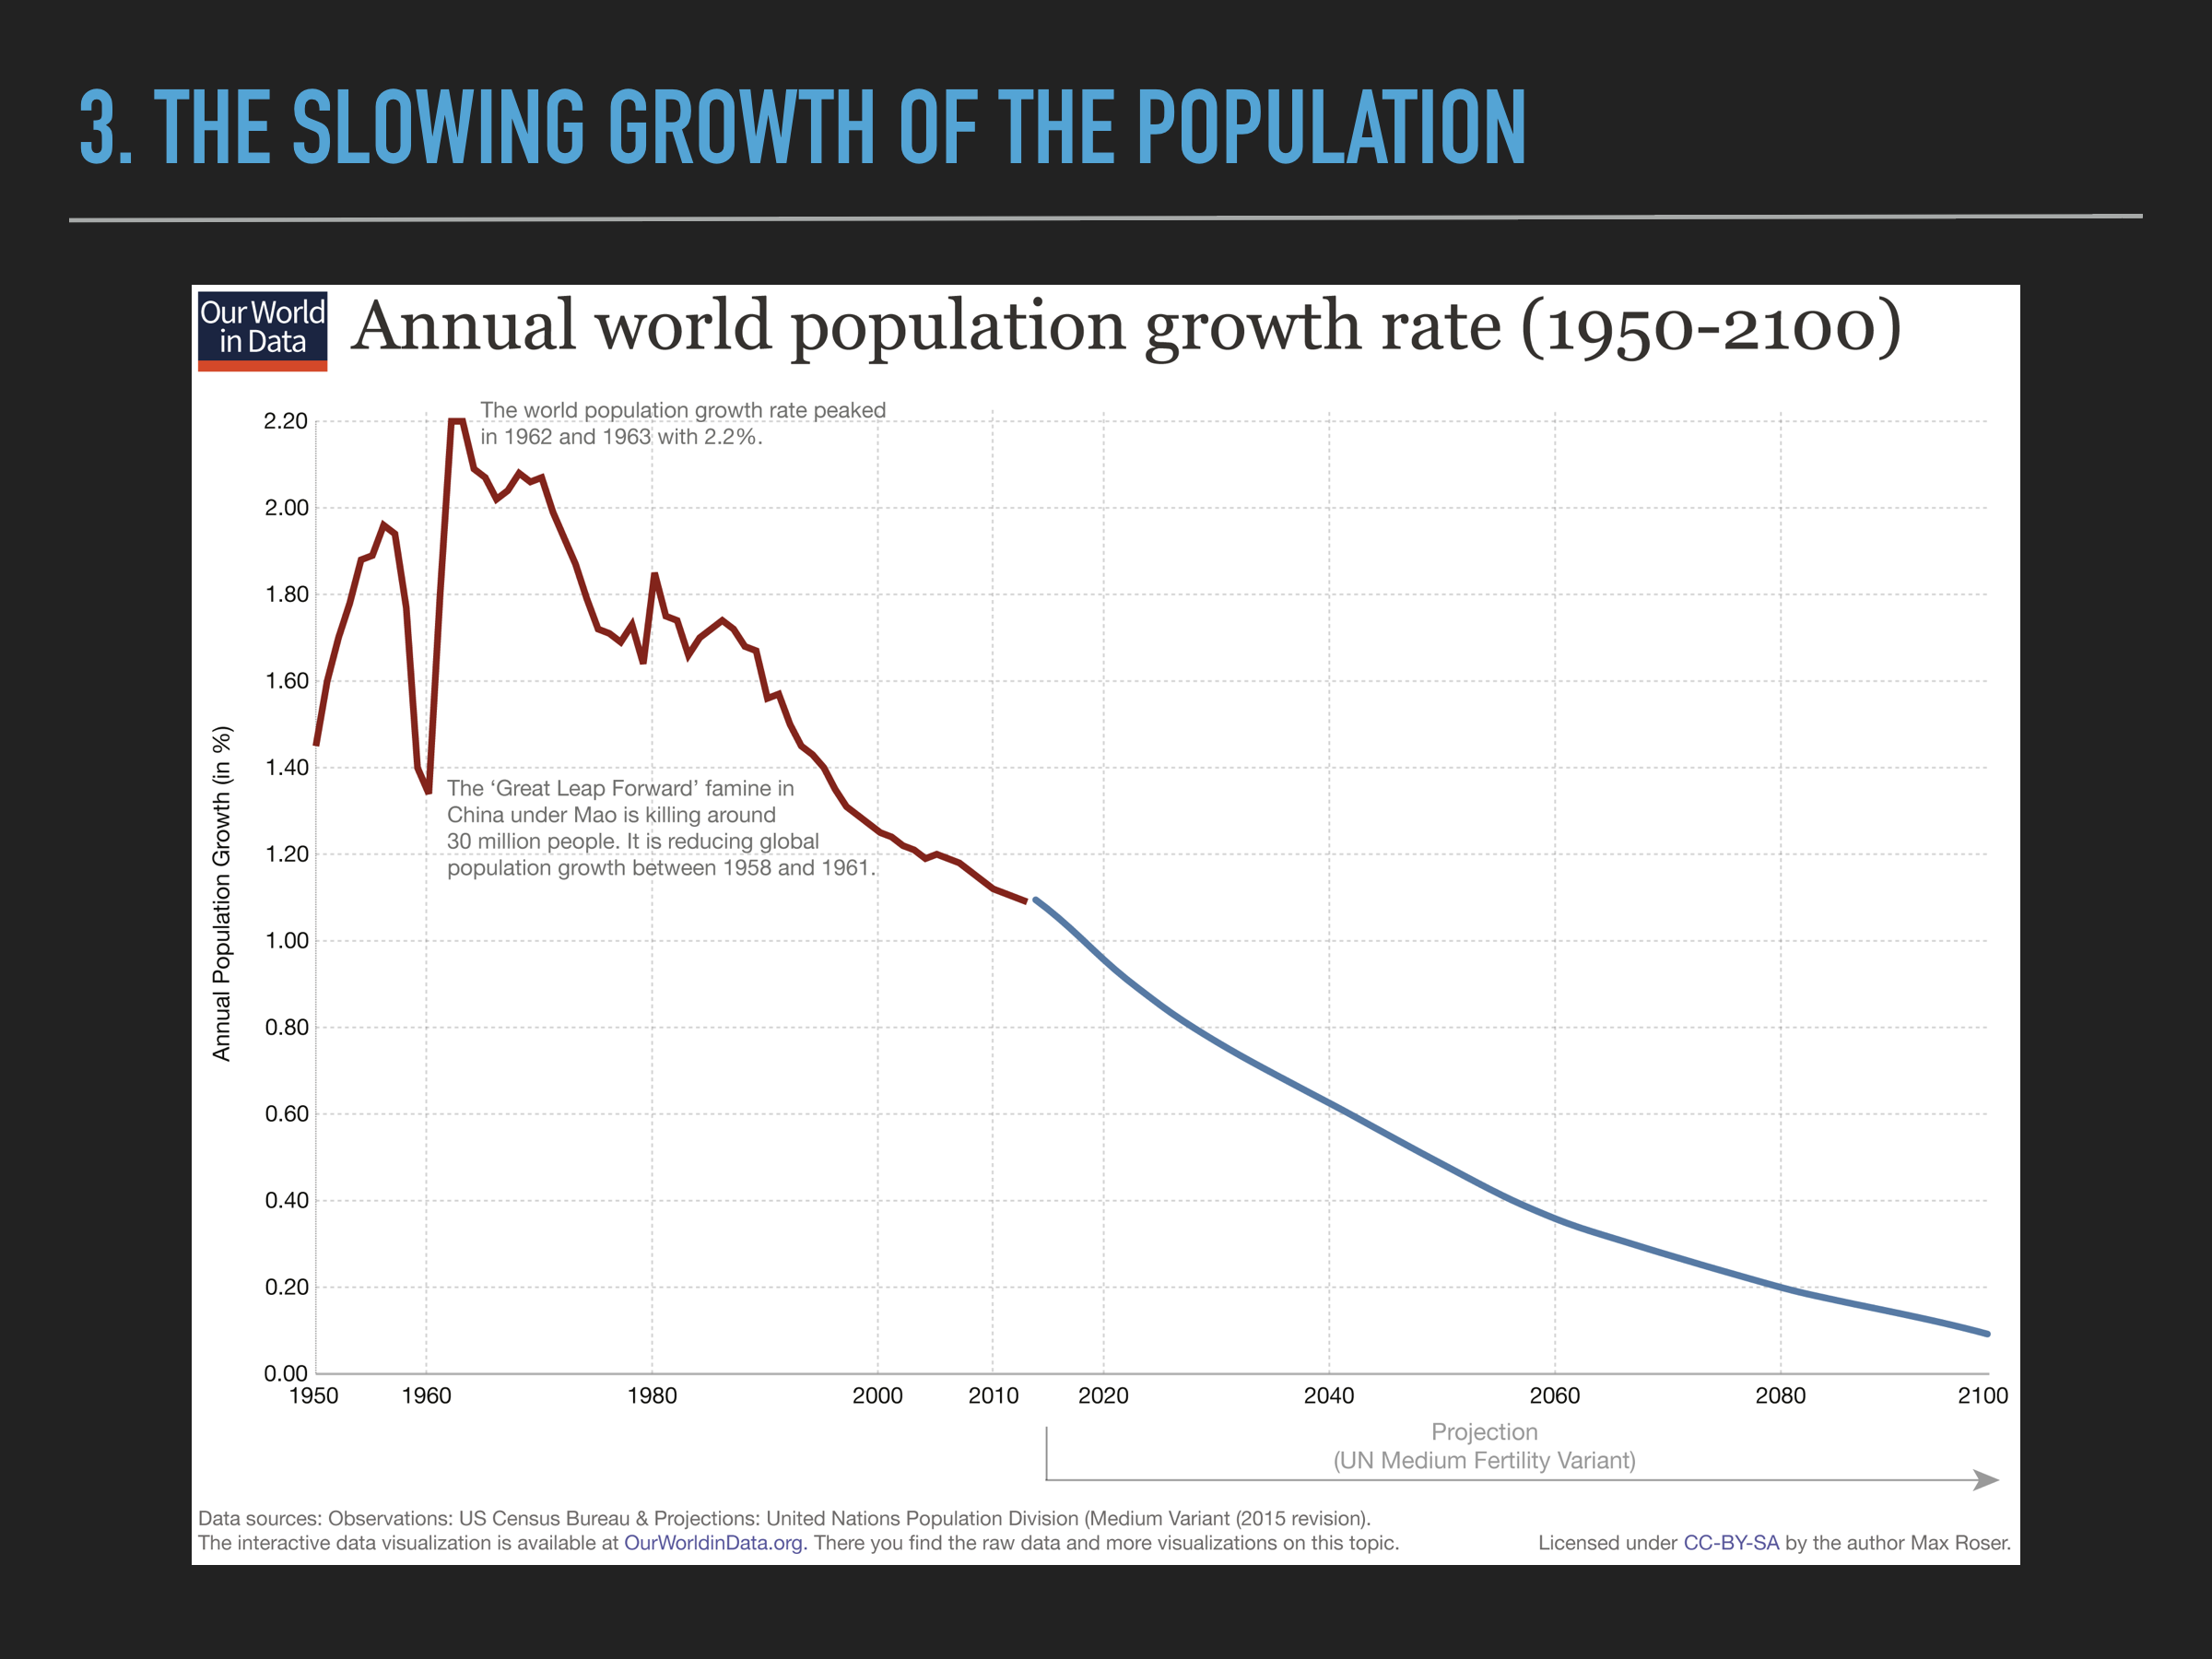 3. THE SLOWING GROWTH OF THE POPULATION
Our World
in Data
Annual world population growth rate (1950-2100)
The world population growth rate peaked
in 1962 and 1963 with 2.2%.
2.20
2.00
1.80
1.60
1.40
1.20
1.00
0.80
0.60
0.40
0.20
0.00
Annual Population Growth (in %)
The ‘Great Leap Forward’ famine in
China under Mao is killing around
30 million people. It is reducing global
population growth between 1958 and 1961.
1950 1960 1980 2000 2010 2020 2040 2060 2080 2100
Projection
(UN Medium Fertility Variant)
Data sources: Observations: US Census Bureau & Projections: United Nations Population Division (Medium Variant (2015 revision).
The interactive data visualization is available at OurWorldinData.org. There you find the raw data and more visualizations on this topic.
Licensed under CC-BY-SA by the author Max Roser.